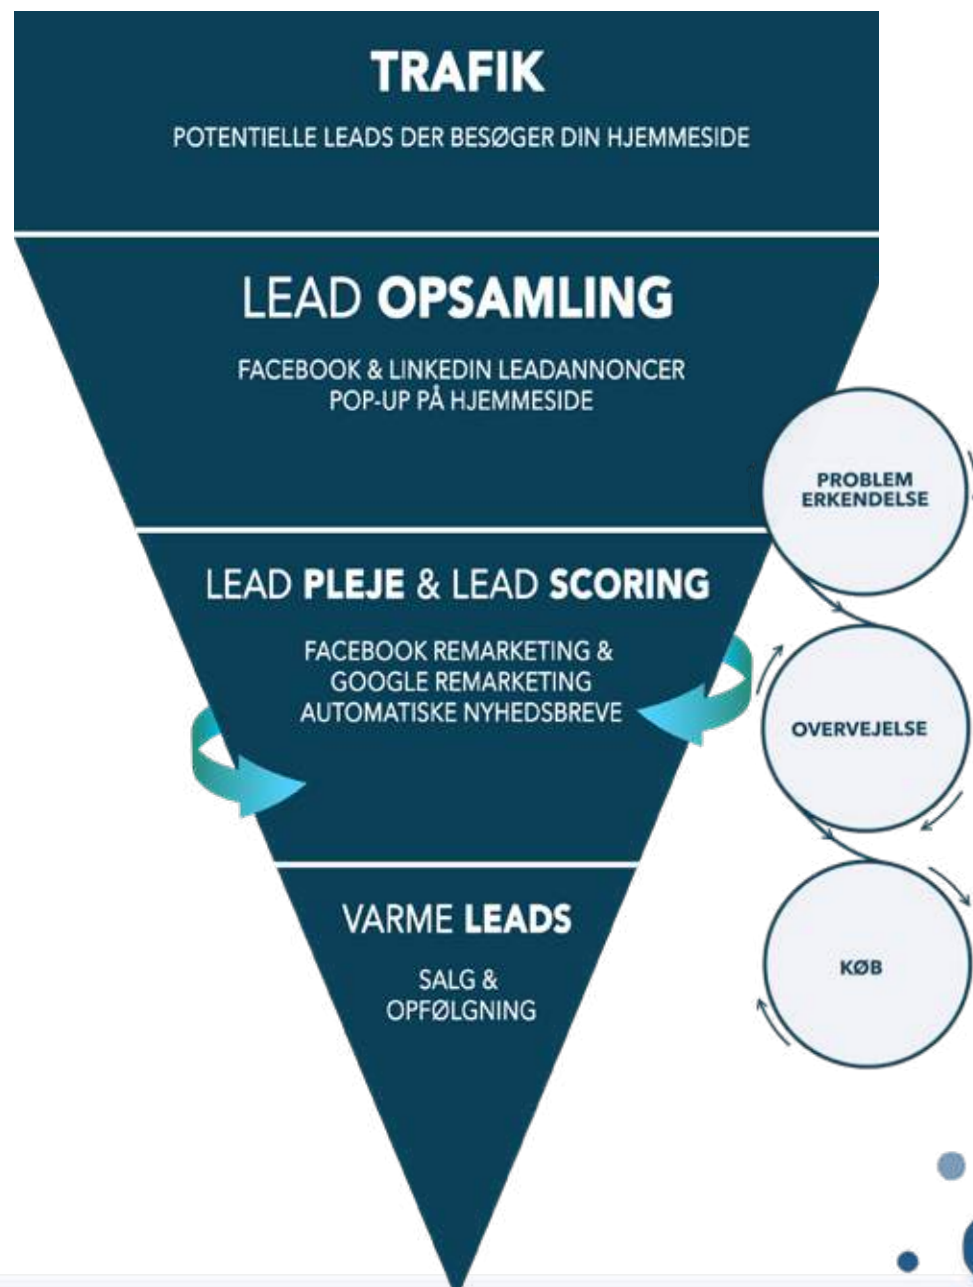 TRAFIK
POTENTIELLE LEADS DER BESØGER DIN HJEMMESIDE
LEAD OPSAMLING
FACEBOOK & LINKEDIN LEADANNONCER
POP-UP PÅ HJEMMESIDE
LEAD PLEJE & LEAD SCORING
FACEBOOK REMARKETING &
GOOGLE REMARKETING
AUTOMATISKE NYHEDSBREVE
VARME LEADS
SALG &
OPFØLGNING
PROBLEM
ERKENDELSE
OVERVEJELSE
KØB